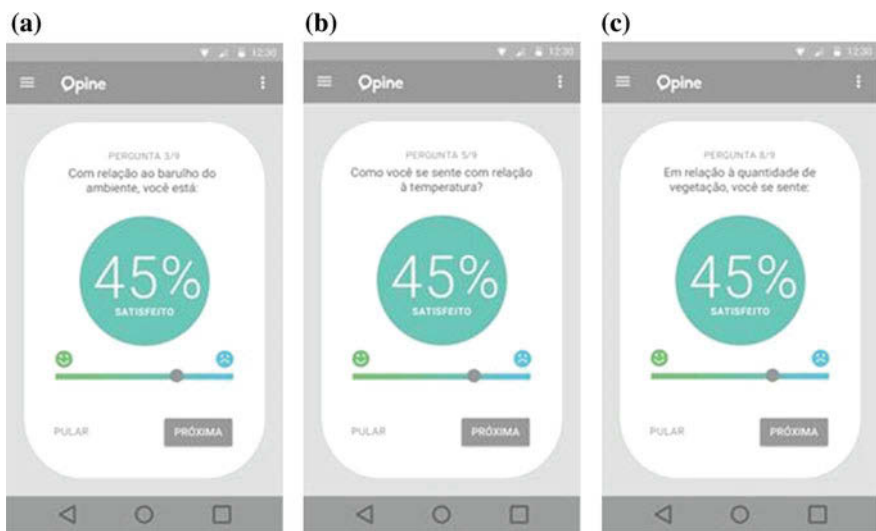 (a)
12:30
Opine
PERGUNTA 3/9
Com relação ao barulho do
ambiente, você está:
45%
SATISFEITO
PULAR
PRÓXIMA
(b)
12:30
Opine
PERGUNTA 5/9
Como você se sente com relação
à temperatura?
45%
SATISFEITO
PULAR
PRÓXIMA
(c)
12:30
Opine
PERGUNTA 8/9
Em relação à quantidade de
vegetação, você se sente:
45%
SATISFEITO
PULAR
PRÓXIMA